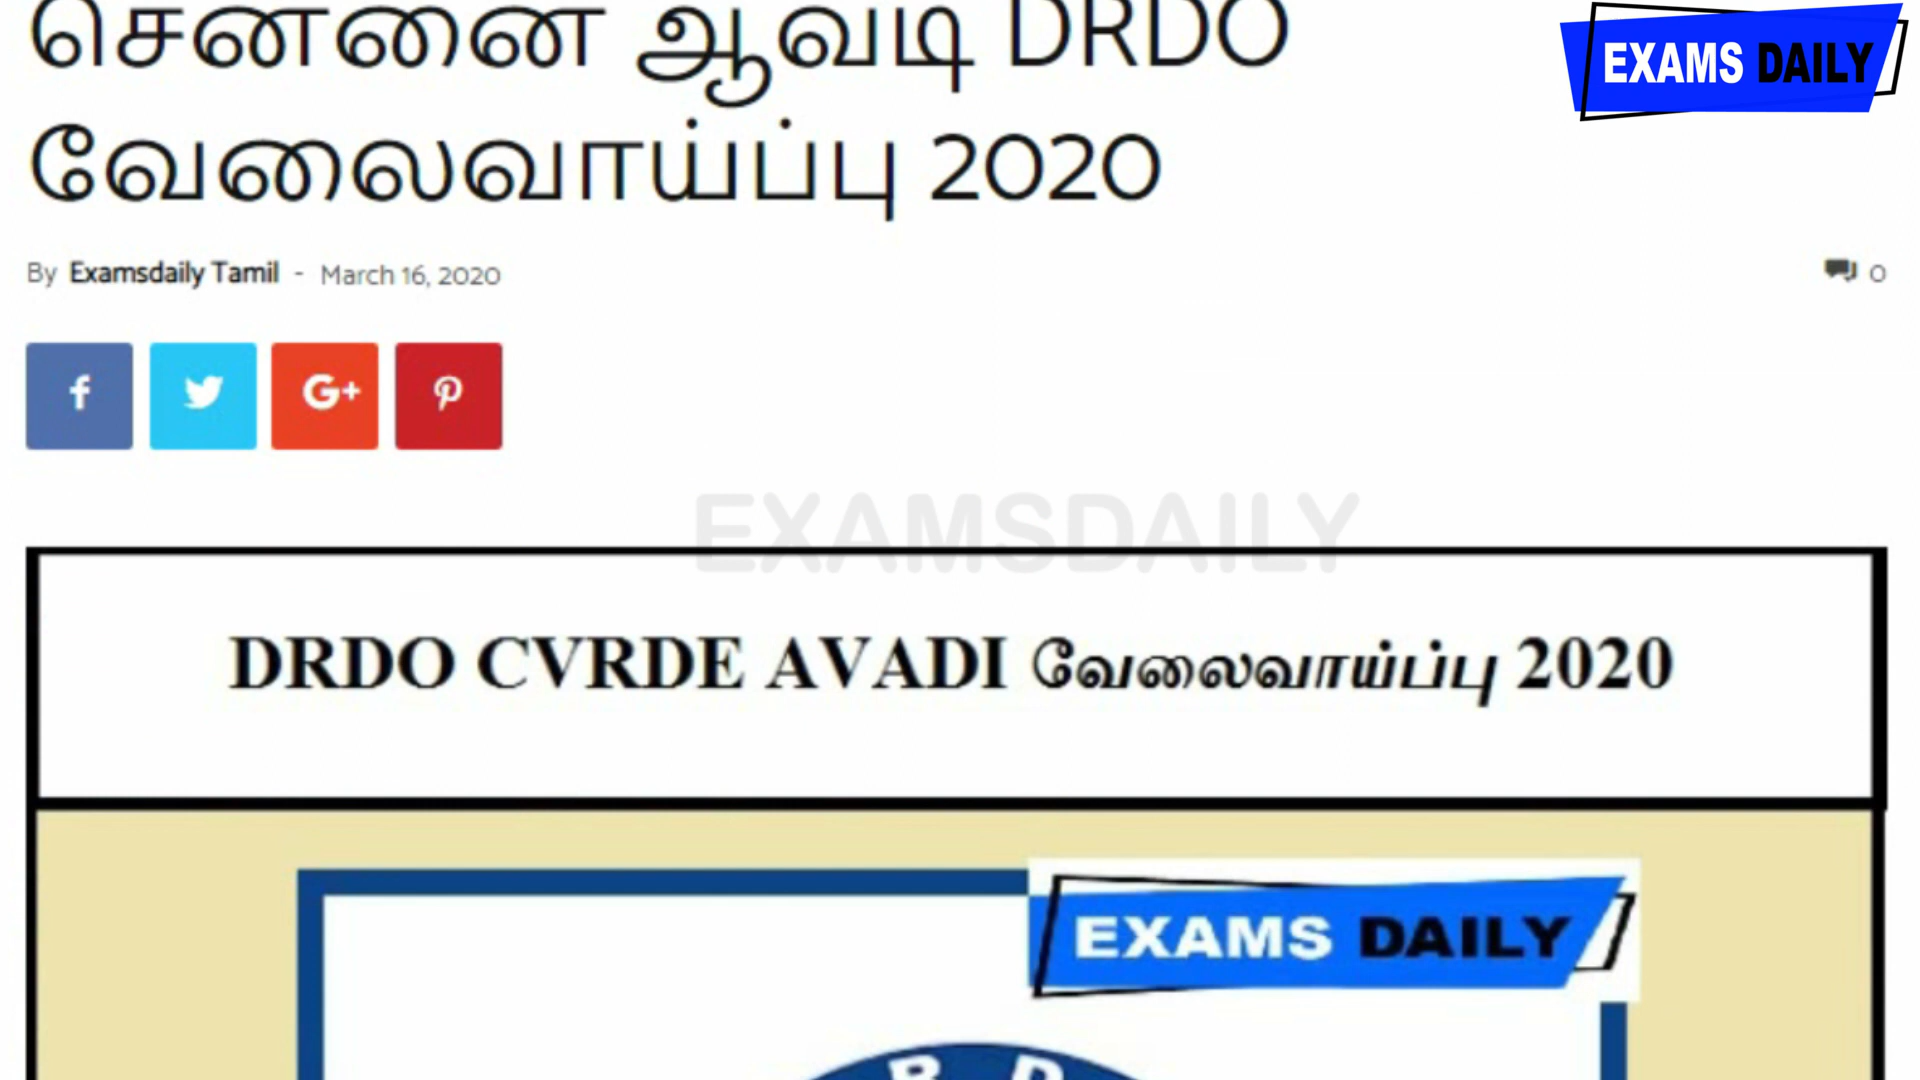 சென்னை ஆவடி DRDO
வேலைவாய்ப்பு 2020
EXAMS DAILY
By Examsdaily Tamil - March 16, 2020
0
f
G+
EXAMSDAILY
DRDO CVRDE AVADI வேலைவாய்ப்பு 2020
EXAMS DAILY
R D